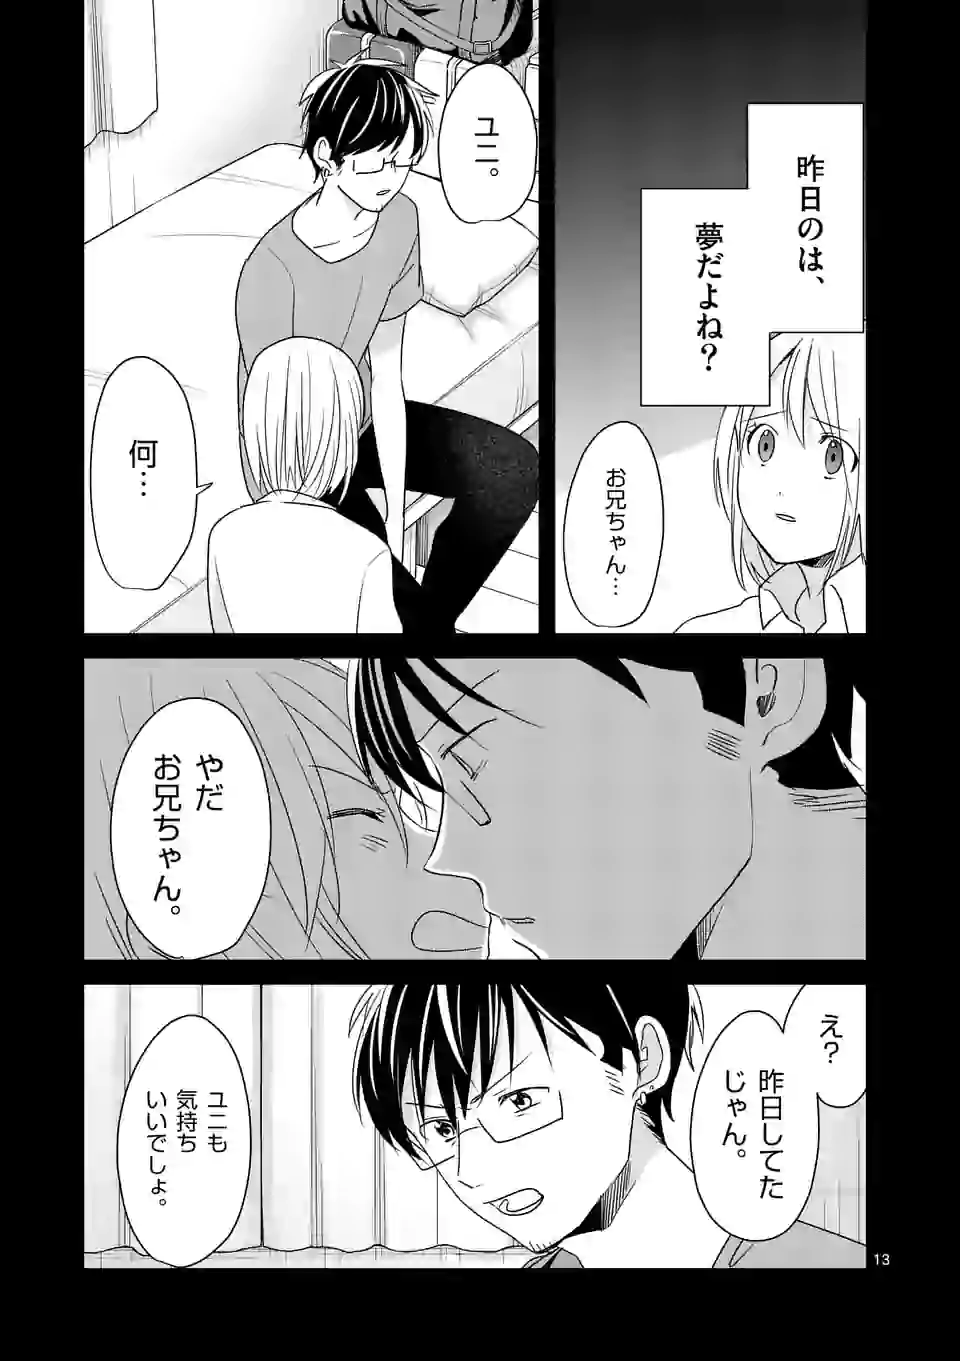 昨日のは、
夢だよね?
お兄ちゃん…
ユニ。
何…
やだ
お兄ちゃん。
え?
昨日してた
じゃん。
ユニも
気持ち
いいでしょ。
13